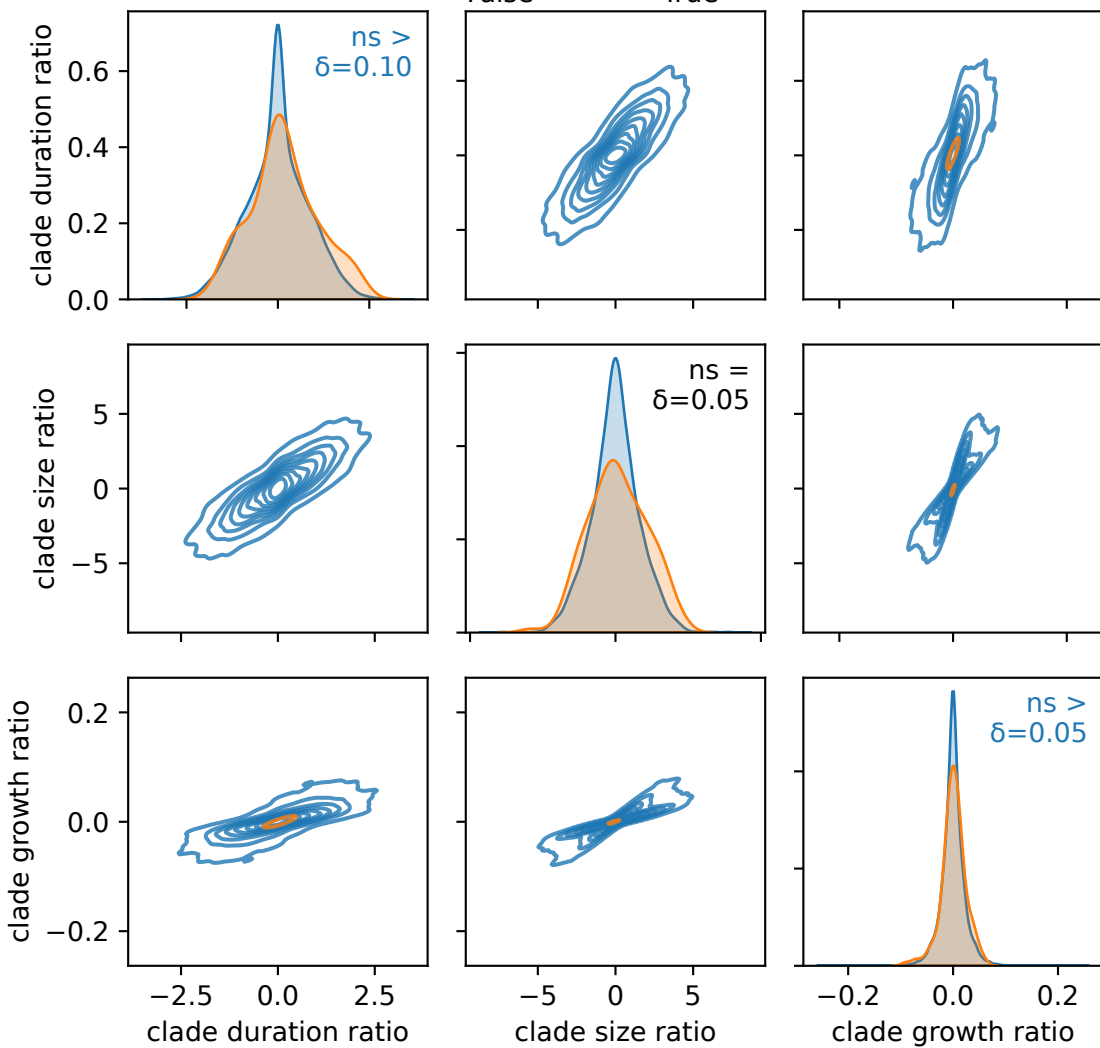 clade duration ratio
0.6
0.4
0.2
0.0
ns >
δ=0.10
clade size ratio
5
0
−5
ns =
δ=0.05
clade growth ratio
0.2
0.0
−0.2
ns >
δ=0.05
−2.5 0.0 2.5
−5 0 5
−0.2 0.0 0.2
clade duration ratio
clade size ratio
clade growth ratio